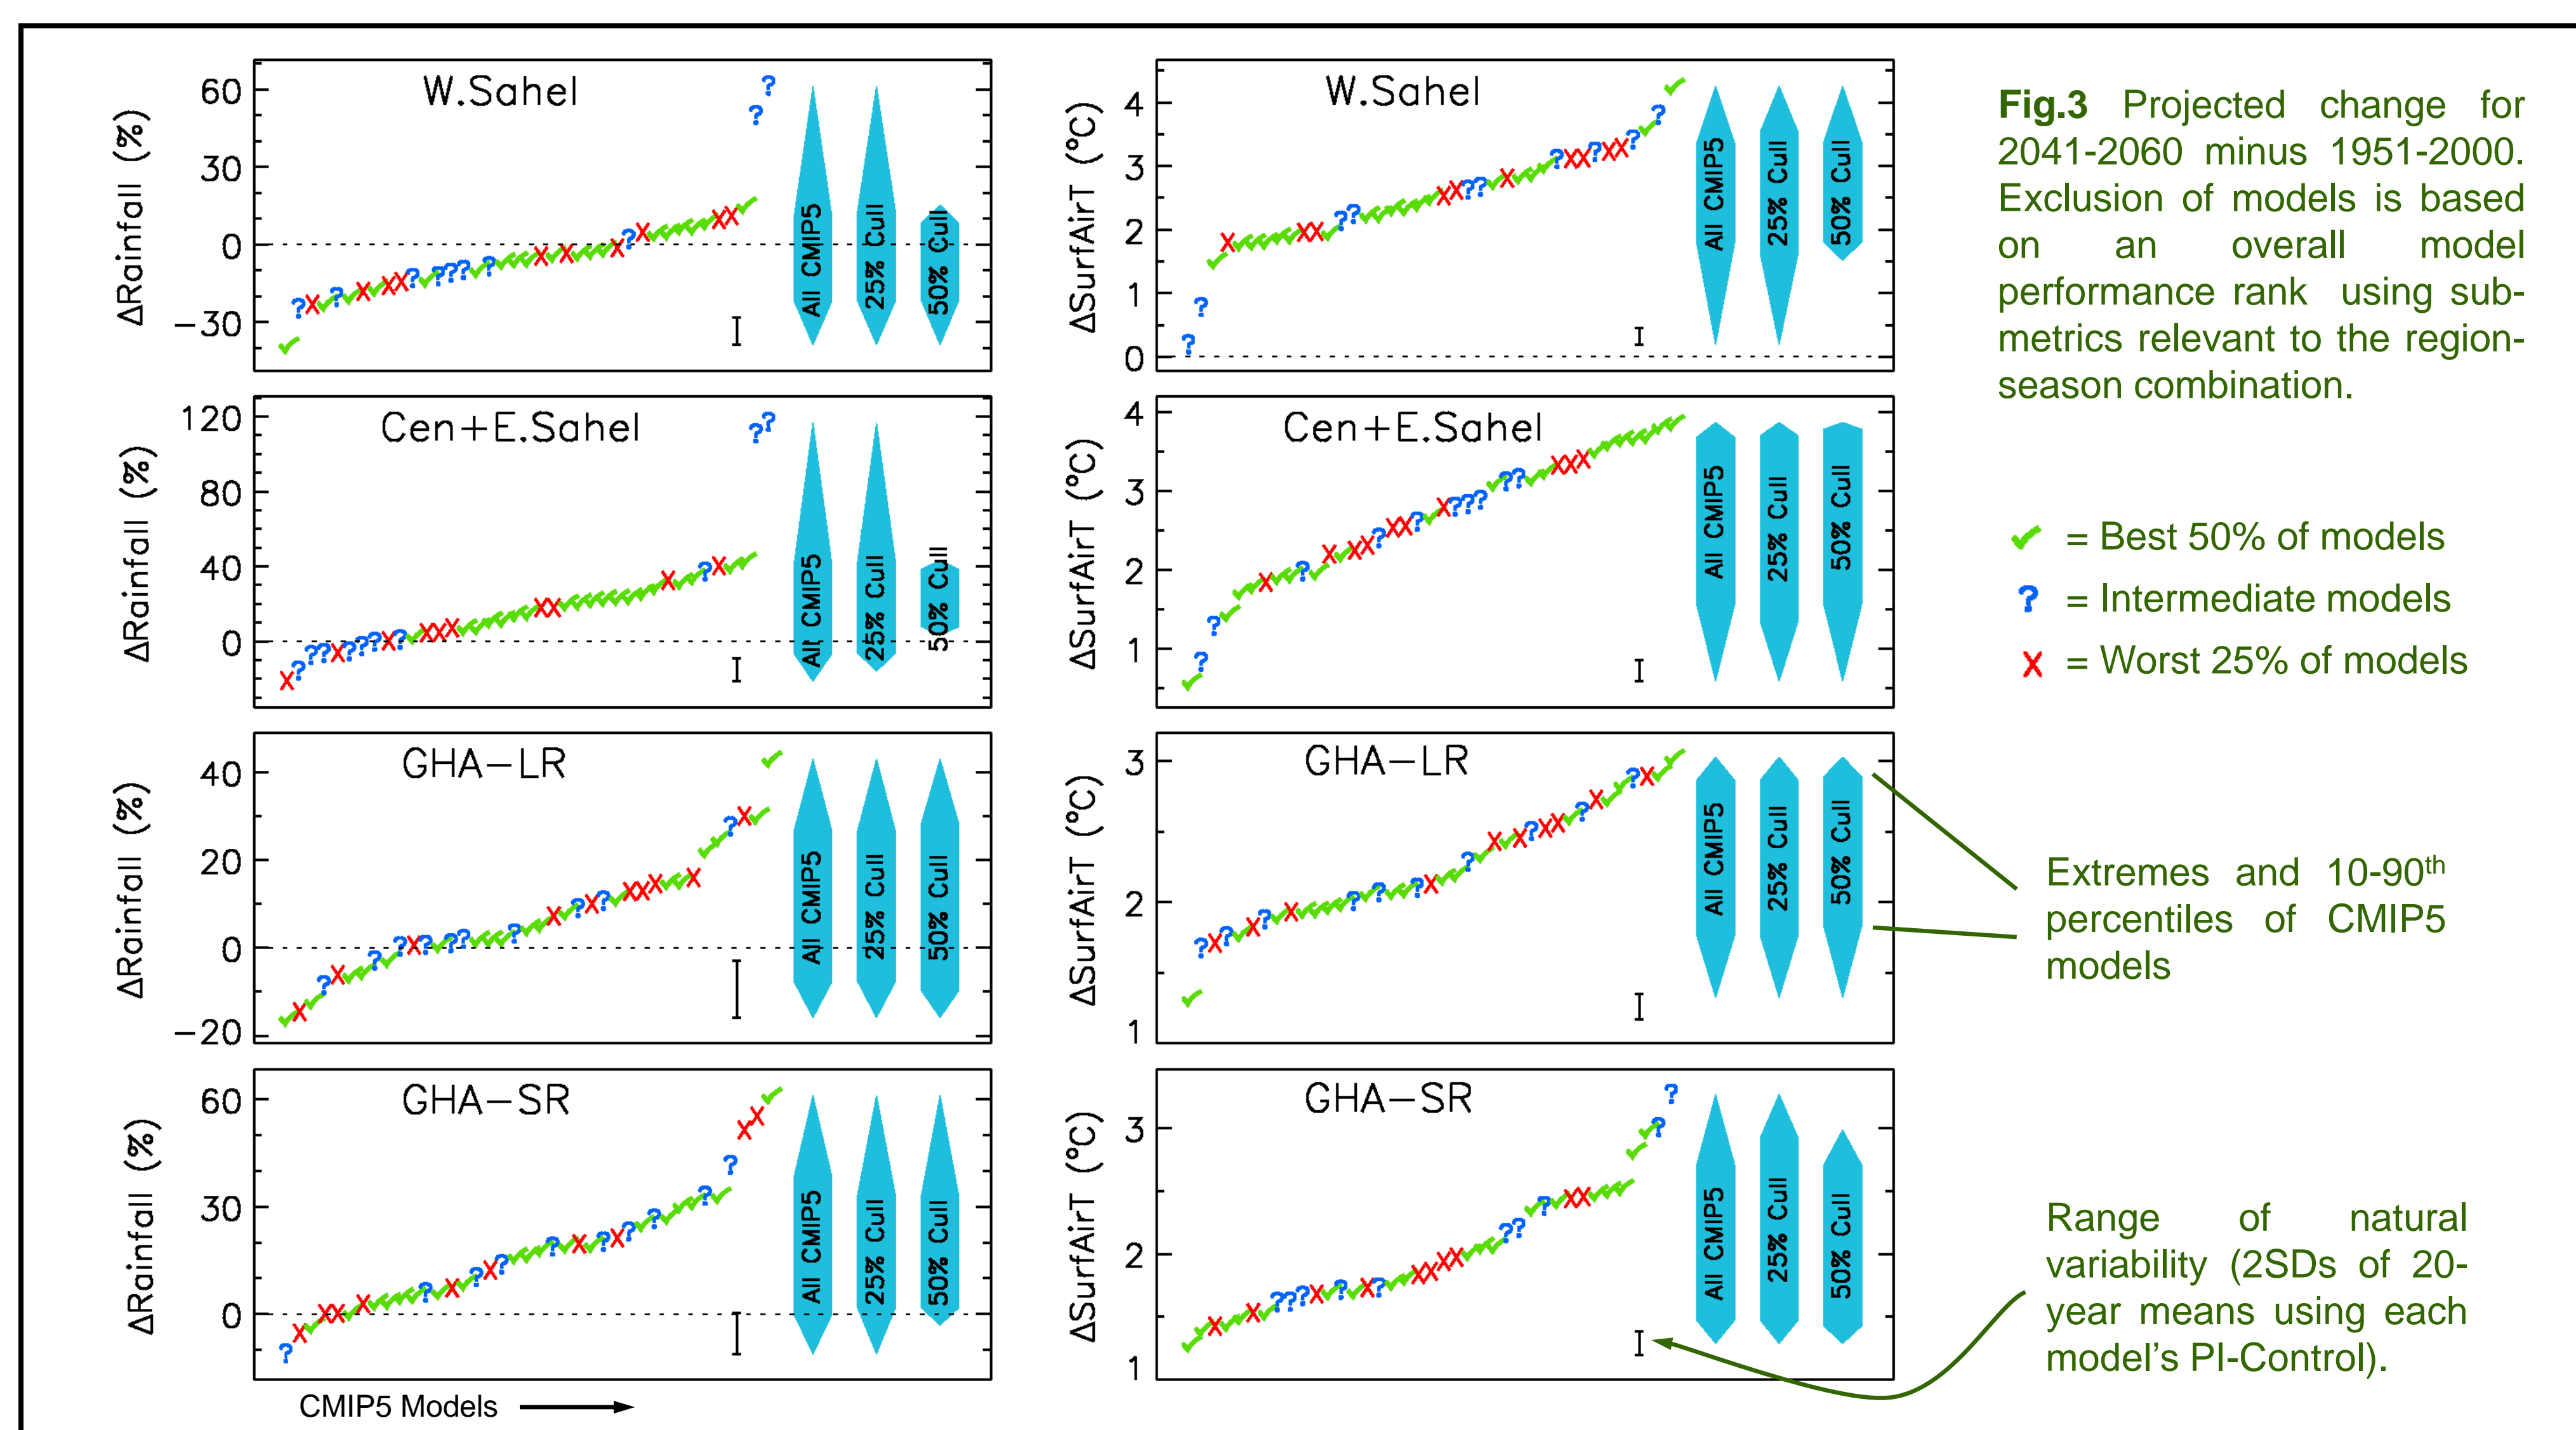 W.Sahel
ΔRainfall (%)
60
30
0
−30
All CMIP5
25% Cull
50% Cull
W.Sahel
ΔSurfAirT (°C)
4
3
2
1
0
All CMIP5
25% Cull
50% Cull
Cen+E.Sahel
ΔRainfall (%)
120
80
40
0
All CMIP5
25% Cull
50% Cull
Cen+E.Sahel
ΔSurfAirT (°C)
4
3
2
1
All CMIP5
25% Cull
50% Cull
GHA−LR
ΔRainfall (%)
40
20
0
−20
All CMIP5
25% Cull
50% Cull
GHA−LR
ΔSurfAirT (°C)
3
2
1
All CMIP5
25% Cull
50% Cull
GHA−SR
ΔRainfall (%)
60
30
0
All CMIP5
25% Cull
50% Cull
GHA−SR
ΔSurfAirT (°C)
3
2
1
All CMIP5
25% Cull
50% Cull
CMIP5 Models
Fig.3 Projected change for
2041-2060 minus 1951-2000.
Exclusion of models is based
on an overall model
performance rank using sub-
metrics relevant to the region-
season combination.
✓ = Best 50% of models
? = Intermediate models
X = Worst 25% of models
Extremes and 10-90th
percentiles of CMIP5
models
Range of natural
variability (2SDs of 20-
year means using each
model's PI-Control).